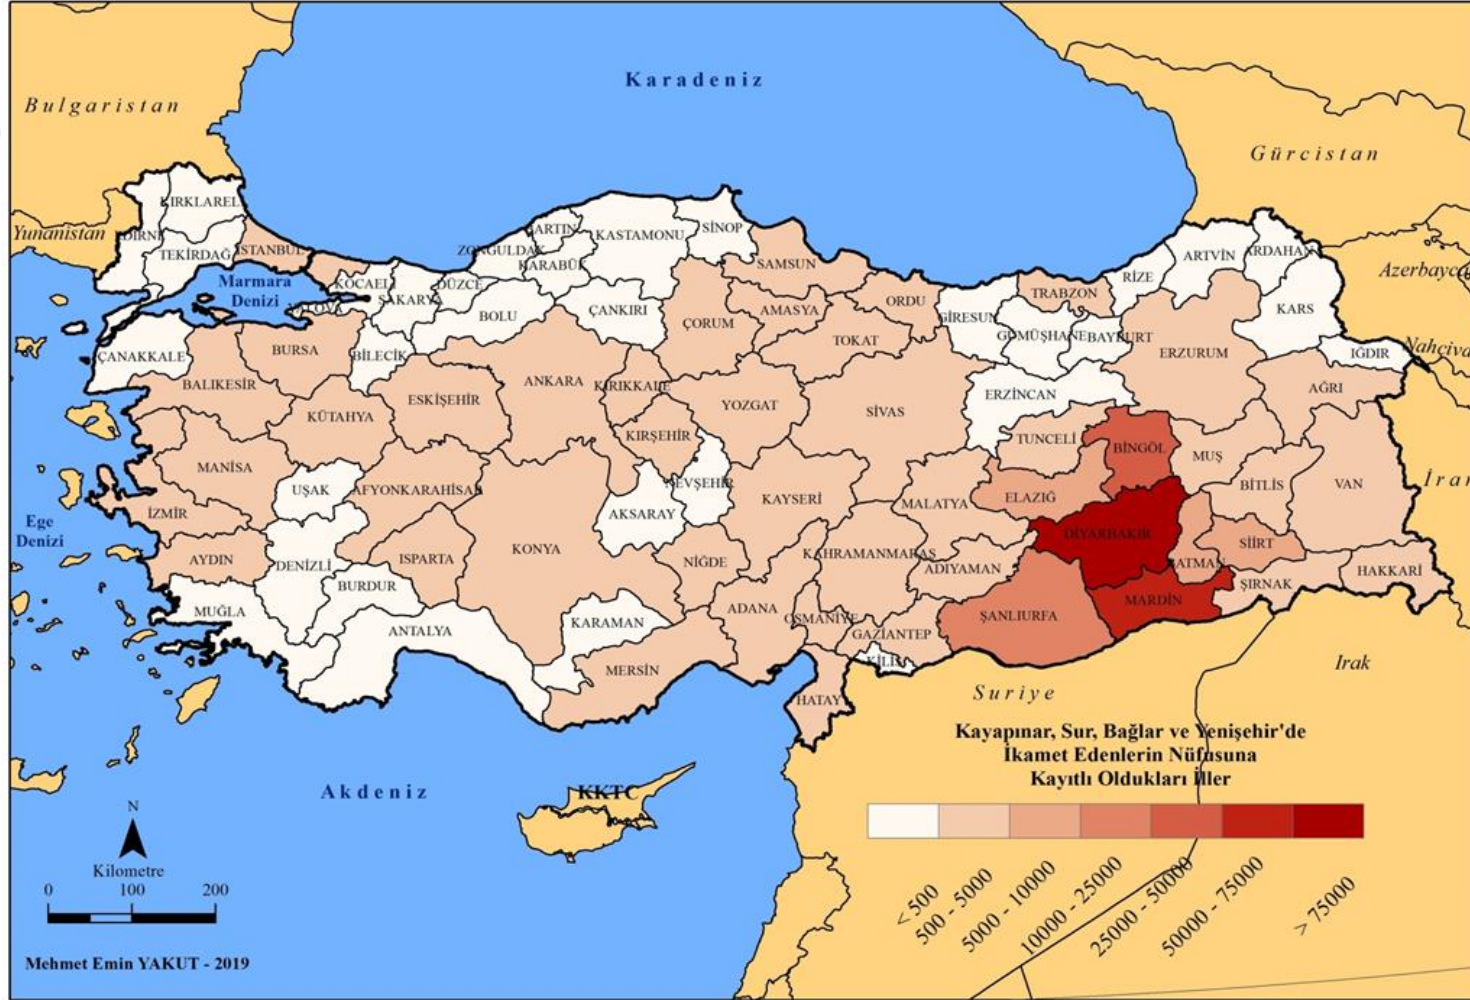 Karadeniz
Bulgaristan
Gürcistan
Yunanistan
KIRKLARELİ
EDİRNE
TEKİRDAĞ
İSTANBUL
Marmara
Denizi
KOCAELİ
YALOVA
SAKARYA
DÜZCE
ZONGULDAK
BARTIN
KARABÜK
KASTAMONU
SİNOP
SAMSUN
BOLU
ÇANKIRI
ÇORUM
AMASYA
ORDU
TOKAT
GİRESUN
GÜMÜŞHANE
TRABZON
BAYBURT
RİZE
ARTVİN
ARDAHAN
KARS
IĞDIR
Azerbayca
Nahçiva
ÇANAKKALE
BALIKESİR
BURSA
BİLECİK
ESKİŞEHİR
KÜTAHYA
ANKARA
KIRIKKALE
KIRŞEHİR
YOZGAT
SİVAS
ERZİNCAN
ERZURUM
AĞRI
TUNCELİ
BİNGÖL
MUŞ
BİTLİS
VAN
İran
MANİSA
UŞAK
AFYONKARAHİSAR
AKSARAY
NEVŞEHİR
KAYSERİ
MALATYA
ELAZIĞ
DİYARBAKIR
BATMAN
SİİRT
ŞIRNAK
HAKKARİ
Ege
Denizi
İZMİR
AYDIN
DENİZLİ
ISPARTA
BURDUR
MUĞLA
ANTALYA
KONYA
KARAMAN
NİĞDE
MERSİN
ADANA
KAHRAMANMARAŞ
OSMANİYE
ADIYAMAN
GAZİANTEP
KİLİS
HATAY
ŞANLIURFA
MARDİN
Suriye
Irak
Akdeniz
KKTC
Kayapınar, Sur, Bağlar ve Yenişehir'de
İkamet Edenlerin Nüfusuna
Kayıtlı Oldukları İller
< 500
500 - 5000
5000 - 10000
10000 - 25000
25000 - 50000
50000 - 75000
> 75000
N
Kilometre
0 100 200
Mehmet Emin YAKUT - 2019